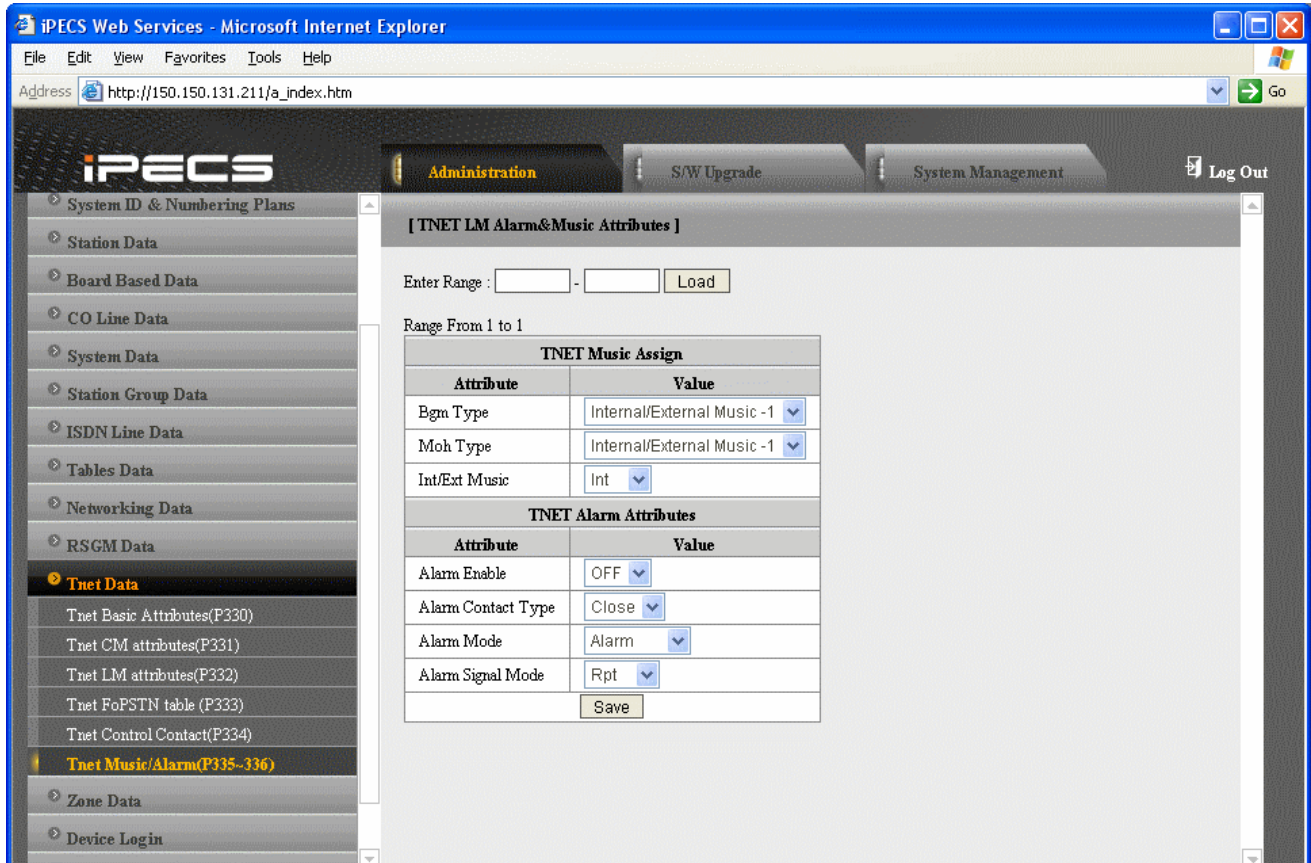 iPECS Web Services - Microsoft Internet Explorer
File Edit View Favorites Tools Help
Address http://150.150.131.211/a_index.htm Go
iPECS
Administration S/W Upgrade System Management Log Out
System ID & Numbering Plans
Station Data
Board Based Data
CO Line Data
System Data
Station Group Data
ISDN Line Data
Tables Data
Networking Data
RSGM Data
Tnet Data
Tnet Basic Attributes(P330)
Tnet CM attributes(P331)
Tnet LM attributes(P332)
Tnet FoPSTN table (P333)
Tnet Control Contact(P334)
Tnet Music/Alarm(P335~336)
Zone Data
Device Login
[ TNET LM Alarm&Music Attributes ]
Enter Range : - Load
Range From 1 to 1
TNET Music Assign
Attribute Value
Bgm Type Internal/External Music -1
Moh Type Internal/External Music -1
Int/Ext Music Int
TNET Alarm Attributes
Attribute Value
Alarm Enable OFF
Alarm Contact Type Close
Alarm Mode Alarm
Alarm Signal Mode Rpt
Save